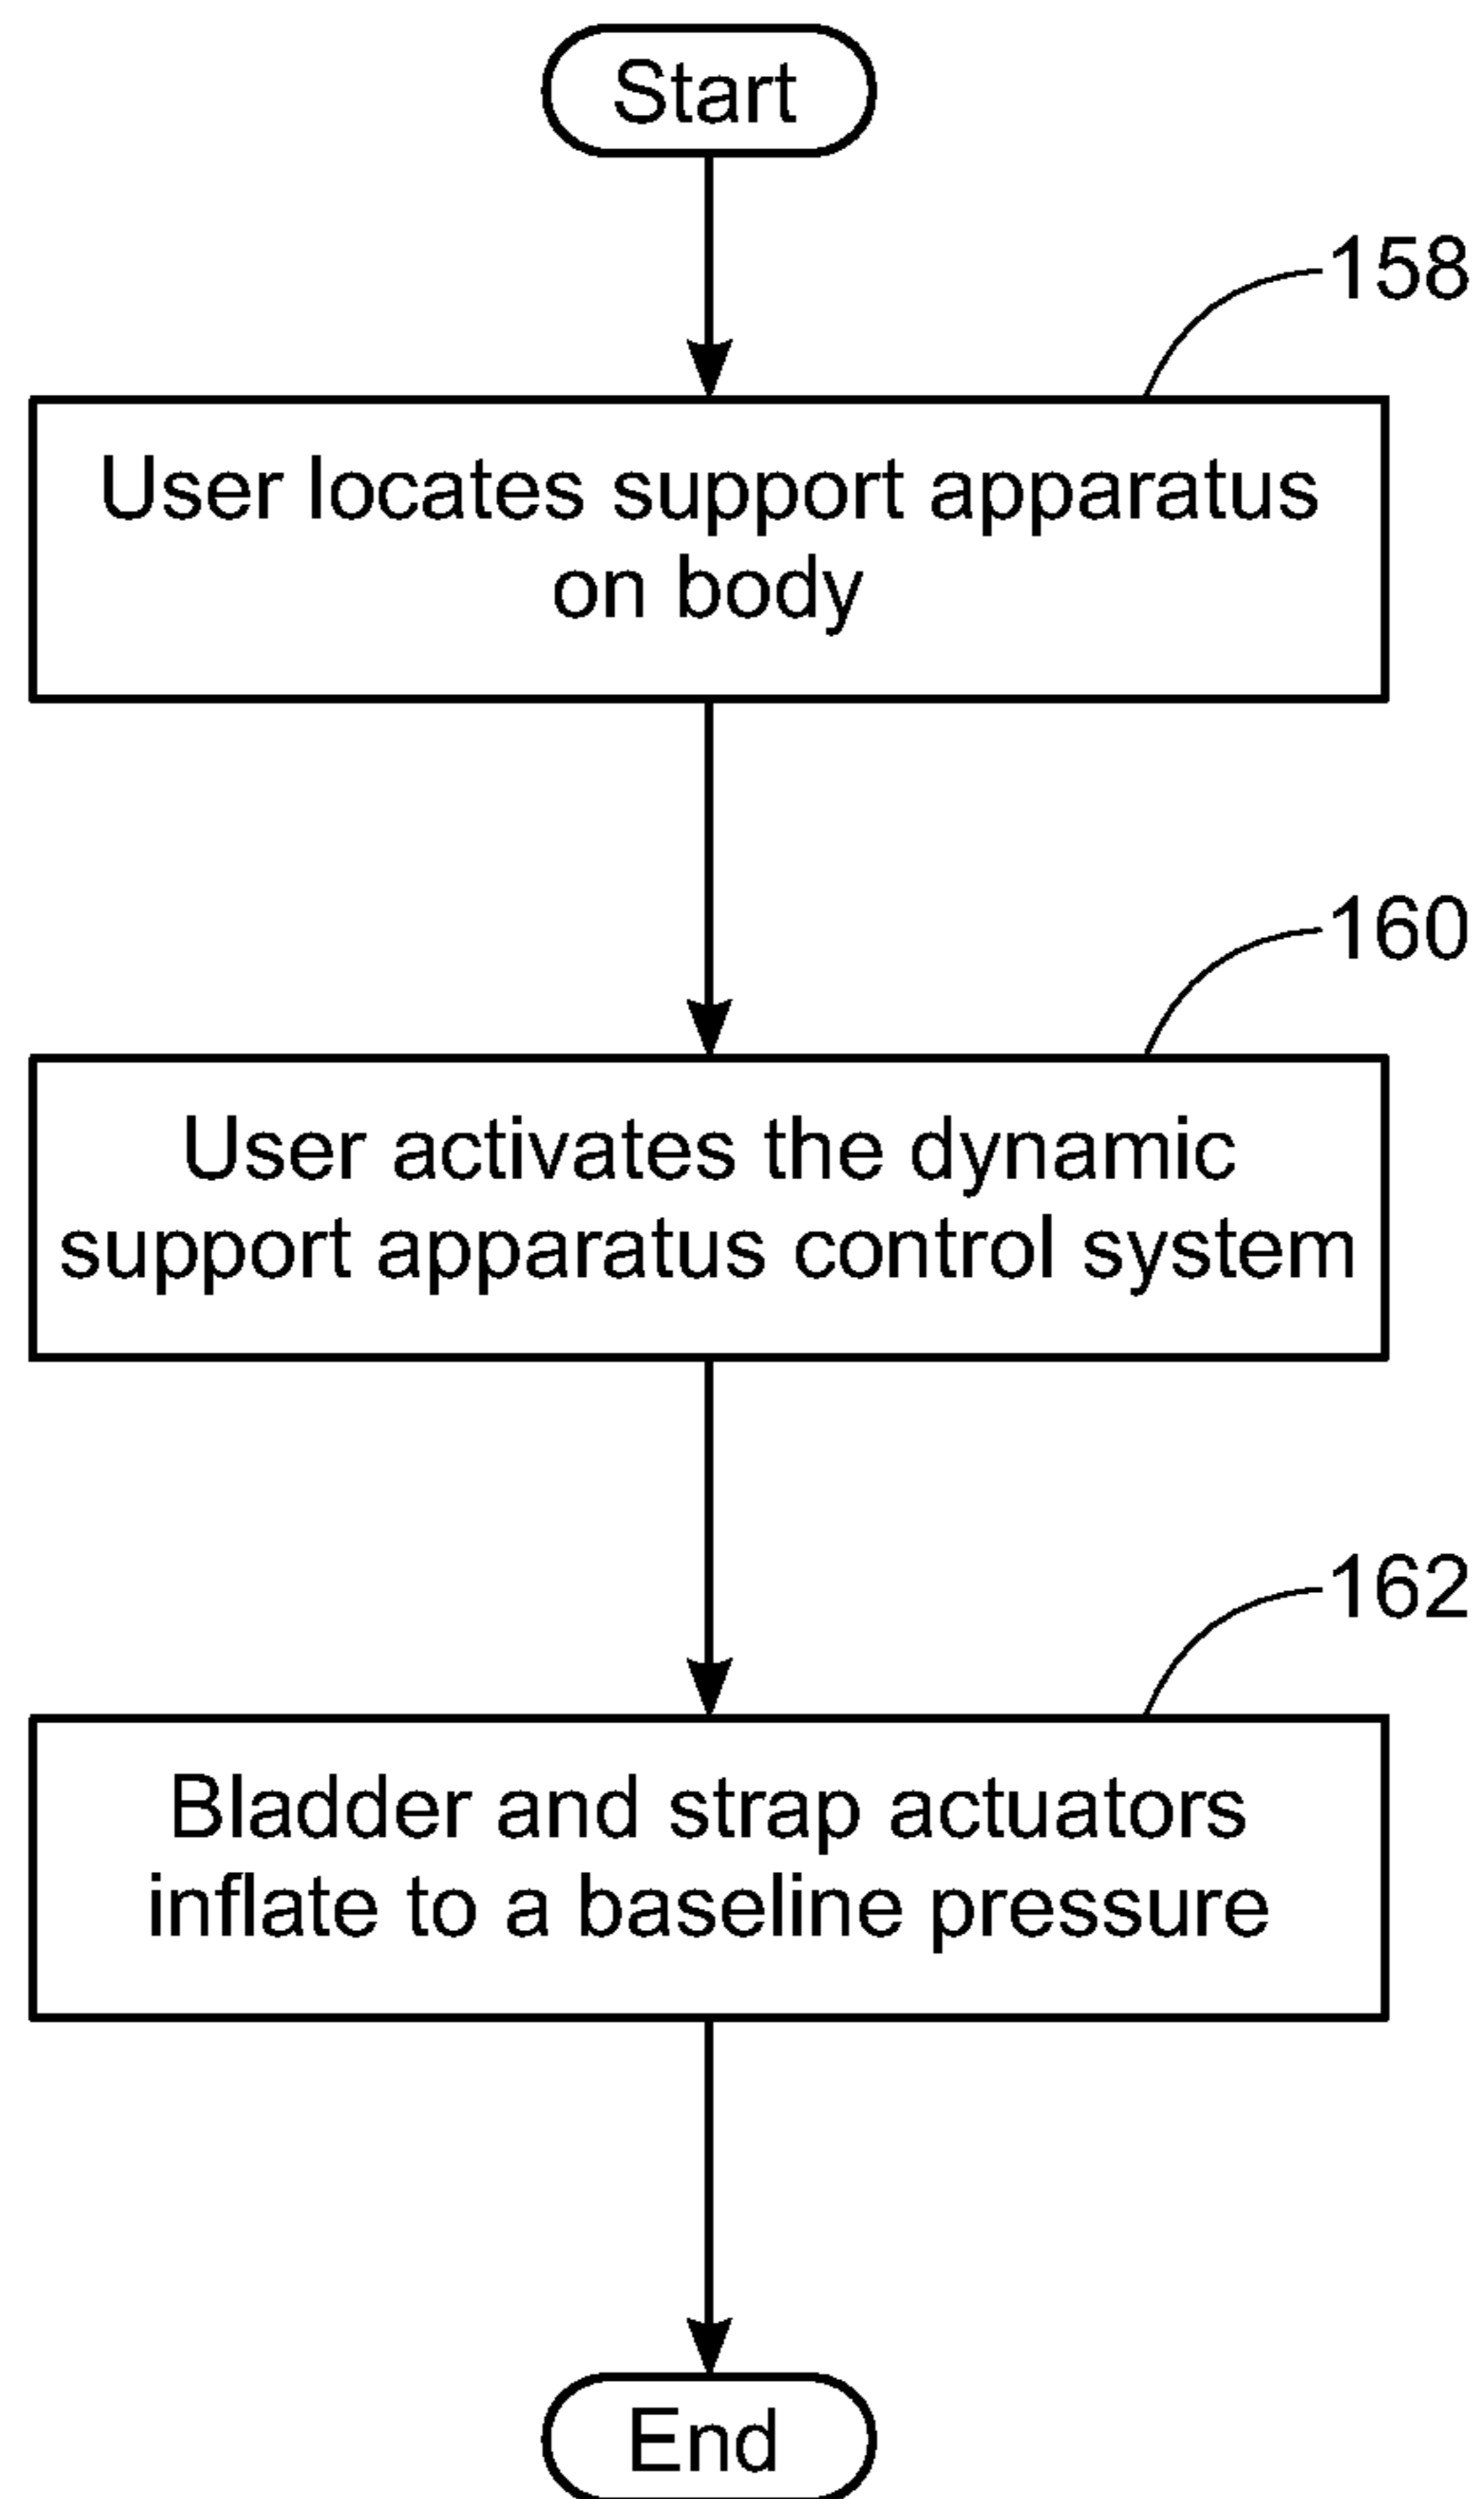 Start
158
User locates support apparatus
on body
160
User activates the dynamic
support apparatus control system
162
Bladder and strap actuators
inflate to a baseline pressure
End